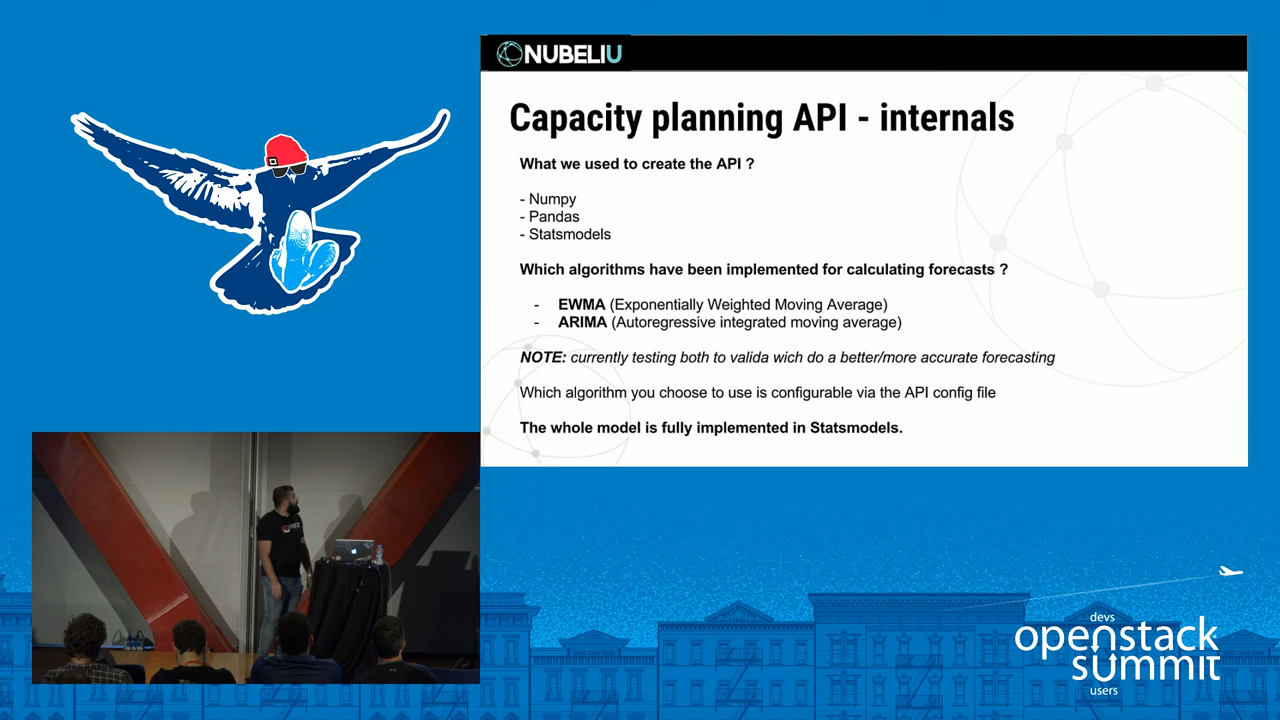 NUBELIU
Capacity planning API - internals
What we used to create the API ?
- Numpy
- Pandas
- Statsmodels
Which algorithms have been implemented for calculating forecasts ?
- EWMA (Exponentially Weighted Moving Average)
- ARIMA (Autoregressive integrated moving average)
NOTE: currently testing both to valida wich do a better/more accurate forecasting
Which algorithm you choose to use is configurable via the API config file
The whole model is fully implemented in Statsmodels.
devs
openstack
summit
users